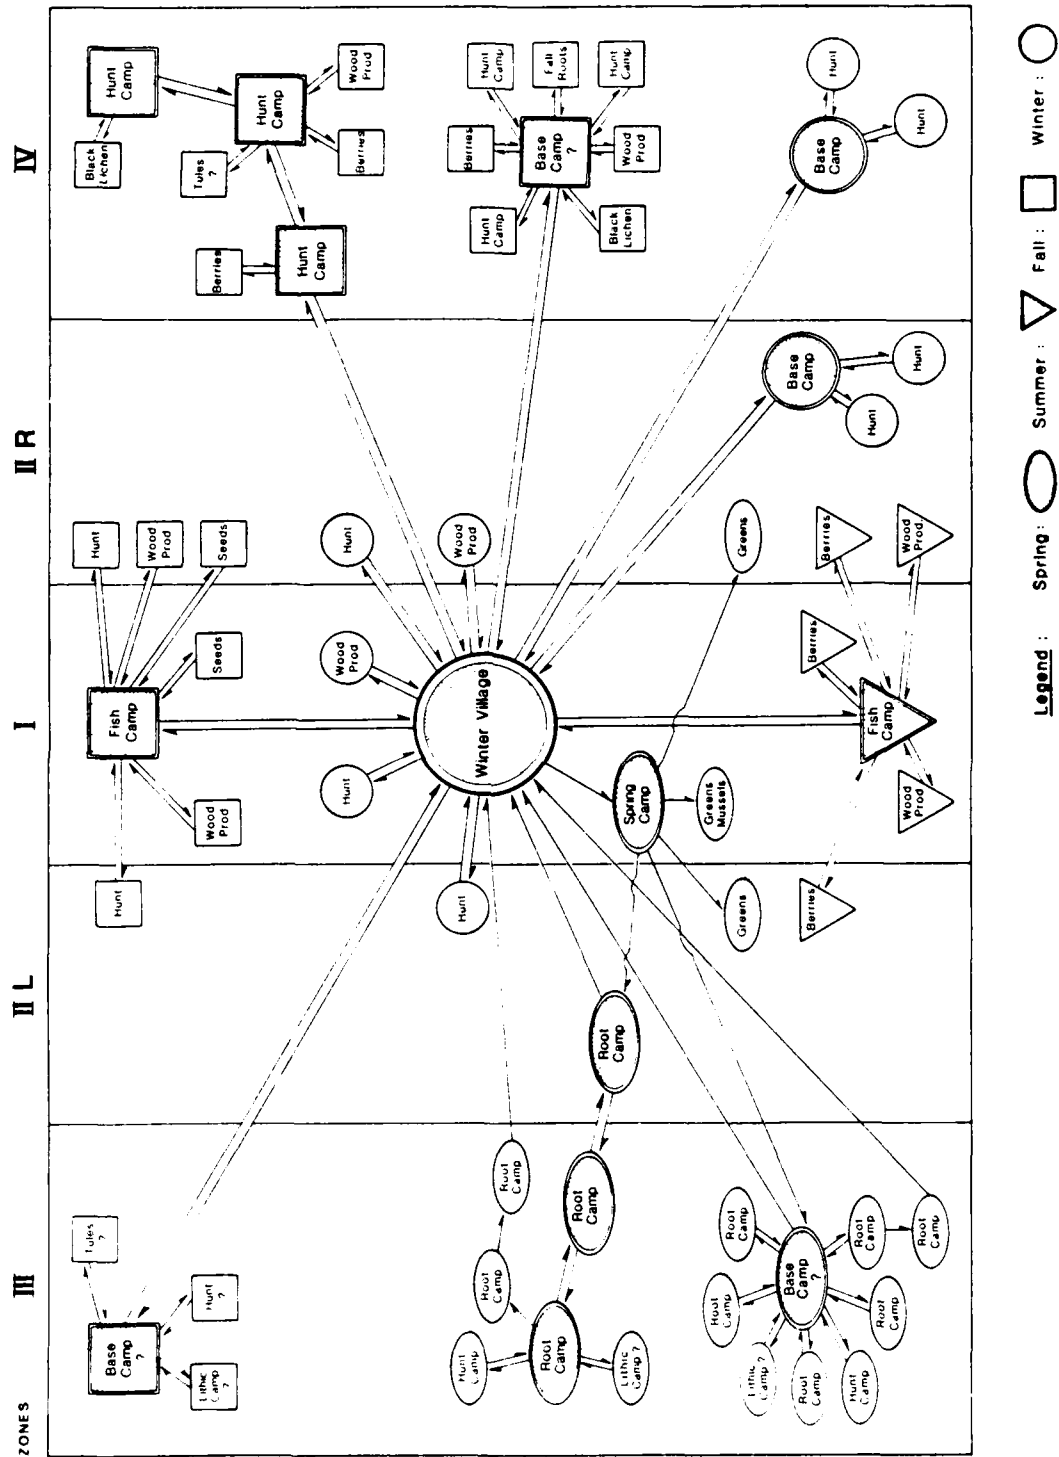 ZONES
III
II L
I
II R
IV
Base
Camp
?
Tules
?
Hunt
?
Lithic
Camp
?
Hunt
Camp
Root
Camp
Root
Camp
Root
Camp
Lithic
Camp ?
Root
Camp
Root
Camp
Root
Camp
Root
Camp
Base
Camp
?
Lithic
Camp ?
Root
Camp
Hunt
Camp
Root
Camp
Root
Camp
Root
Camp
Hunt
Hunt
Root
Camp
Greens
Berries
Fish
Camp
Wood
Prod
Seeds
Hunt
Wood
Prod
Winter Village
Spring
Camp
Greens
Mussels
Berries
Fish
Camp
Wood
Prod
Hunt
Wood
Prod
Seeds
Hunt
Wood
Prod
Greens
Berries
Wood
Prod.
Base
Camp
Hunt
Hunt
Black
Lichen
Hunt
Camp
Tules
?
Hunt
Camp
Wood
Prod
Berries
Berries
Hunt
Camp
Berries
Hunt
Camp
Fall
Roots
Hunt
Camp
Hunt
Camp
Base
Camp
?
Black
Lichen
Wood
Prod
Base
Camp
Hunt
Hunt
Legend : Spring : Summer : Fall : Winter :